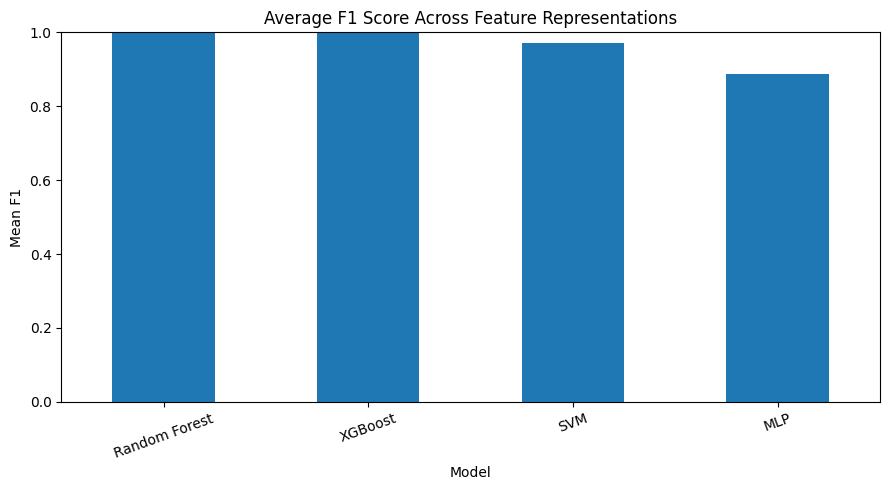 Average F1 Score Across Feature Representations
1.0
0.8
0.6
0.4
0.2
0.0
Mean F1
Random Forest
XGBoost
SVM
MLP
Model